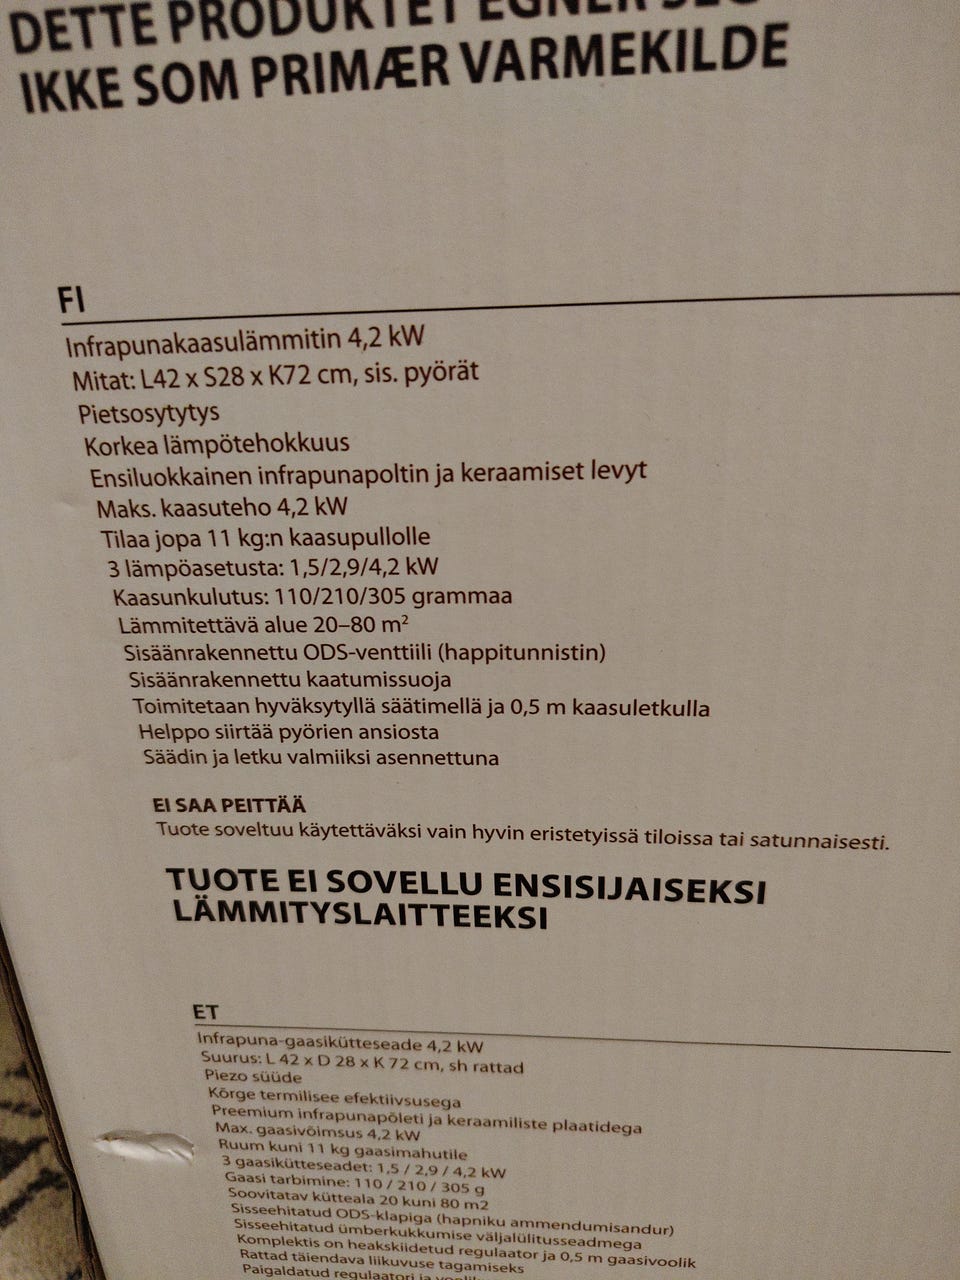 DETTE PRODUKTET EGNER SEG
IKKE SOM PRIMÆR VARMEKILDE
FI
Infrapunakaasulämmitin 4,2 kW
Mitat: L42 x S28 x K72 cm, sis. pyörät
Pietsosytytys
Korkea lämpötehokkuus
Ensiluokkainen infrapunapoltin ja keraamiset levyt
Maks. kaasuteho 4,2 kW
Tilaa jopa 11 kg:n kaasupullolle
3 lämpöasetusta: 1,5/2,9/4,2 kW
Kaasunkulutus: 110/210/305 grammaa
Lämmitettävä alue 20–80 m²
Sisäänrakennettu ODS-venttiili (happitunnistin)
Sisäänrakennettu kaatumissuoja
Toimitetaan hyväksytyllä säätimellä ja 0,5 m kaasuletkulla
Helppo siirtää pyörien ansiosta
Säädin ja letku valmiiksi asennettuna
EI SAA PEITTÄÄ
Tuote soveltuu käytettäväksi vain hyvin eristetyissä tiloissa tai satunnaisesti.
TUOTE EI SOVELLU ENSISIJAISEKSI
LÄMMITYSLAITTEEKSI
ET
Infrapuna-gaasikütteseade 4,2 kW
Suurus: L 42 x D 28 x K 72 cm, sh rattad
Piezo süüde
Kõrge termilisee efektiivsusega
Preemium infrapunapõleti ja keraamiliste plaatidega
Max. gaasivõimsus 4,2 kW
Ruum kuni 11 kg gaasimahutile
3 gaasikütteseadet: 1,5 / 2,9 / 4,2 kW
Gaasi tarbimine: 110 / 210 / 305 g
Soovitatav kütteala 20 kuni 80 m2
Sisseehitatud ODS-klapiga (hapniku ammendumisandur)
Sisseehitatud ümberkukkumise väljalülitusseadmega
Komplektis on heakskiidetud regulaator ja 0,5 m gaasivoolik
Rattad täiendava liikuvuse tagamiseks
Paigaldatud regulaatori ja